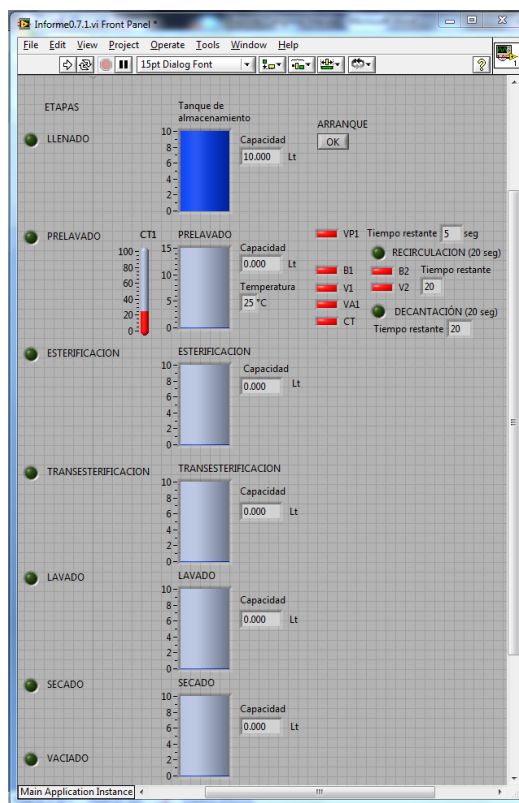 Informe0.7.1.vi Front Panel *
File Edit View Project Operate Tools Window Help
15pt Dialog Font
?
1
ETAPAS
Tanque de
almacenamiento
ARRANQUE
LLENADO
10
8
6
4
2
0
Capacidad
10.000 Lt
OK
PRELAVADO
CT1
100
80
60
40
20
0
PRELAVADO
15
10
5
0
Capacidad
0.000 Lt
Temperatura
25 °C
VP1 Tiempo restante 5 seg
RECIRCULACION (20 seg)
B1 B2 Tiempo restante
V1 V2 20
VA1
DECANTACIÓN (20 seg)
CT
Tiempo restante 20
ESTERIFICACION
ESTERIFICACION
10
8
6
4
2
0
Capacidad
0.000 Lt
TRANSESTERIFICACION
TRANSESTERIFICACION
10
8
6
4
2
0
Capacidad
0.000 Lt
LAVADO
LAVADO
10
8
6
4
2
0
Capacidad
0.000 Lt
SECADO
SECADO
10
8
6
4
2
0
Capacidad
0.000 Lt
VACIADO
Main Application Instance